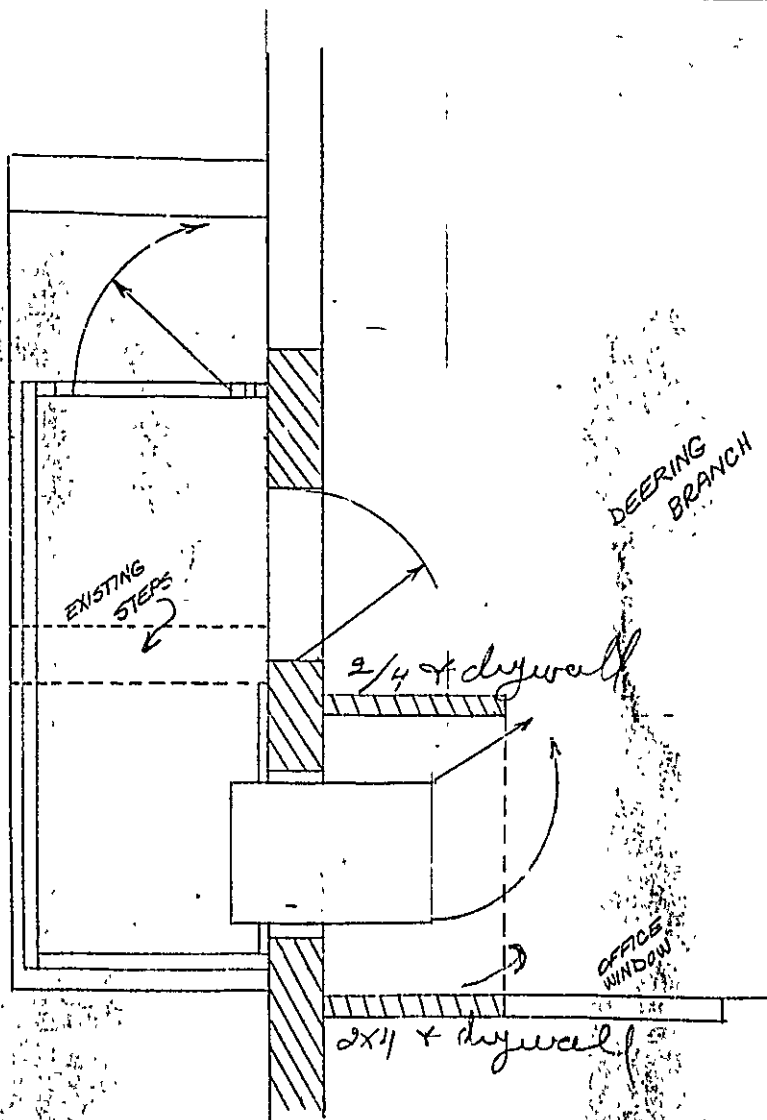 DEERING
BRANCH
EXISTING
STEPS
2/4 + drywall
OFFICE
WINDOW
2x4 + drywall